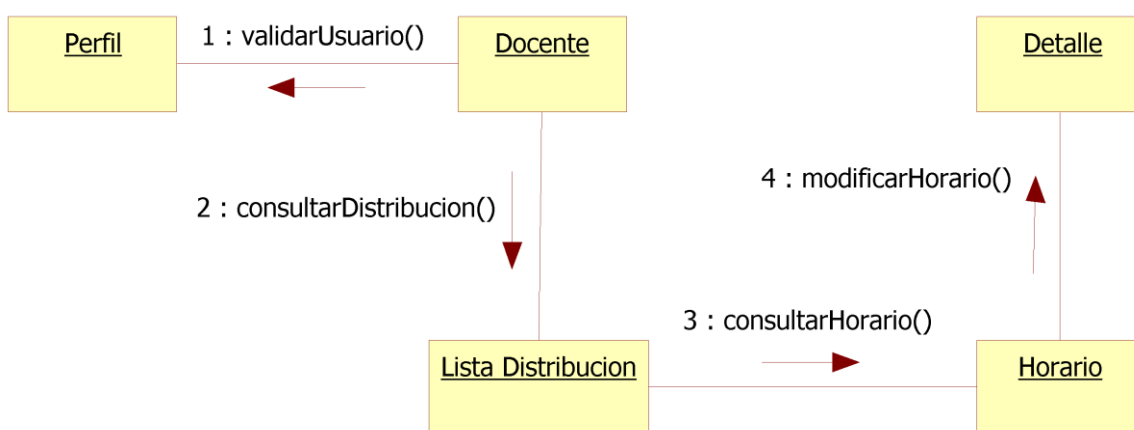 Perfil
1 : validarUsuario()
Docente
Detalle
4 : modificarHorario()
2 : consultarDistribucion()
3 : consultarHorario()
Lista Distribucion
Horario